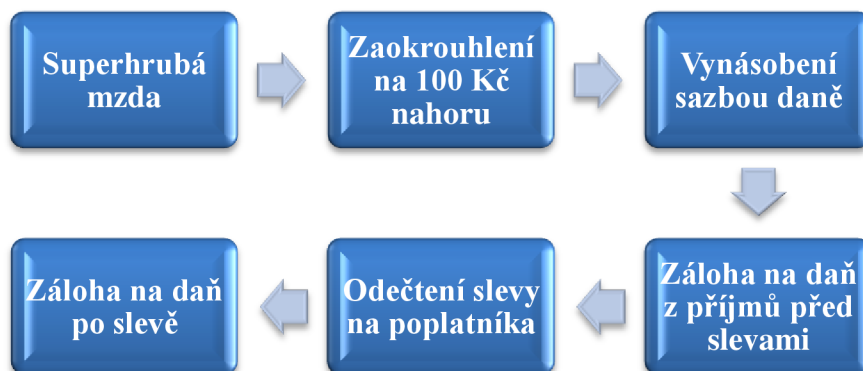 Superhrubá
mzda
Zaokrouhlení
na 100 Kč
nahoru
Vynásobení
sazbou daně
Záloha na daň
z příjmů před
slevami
Odečtení slevy
na poplatníka
Záloha na daň
po slevě